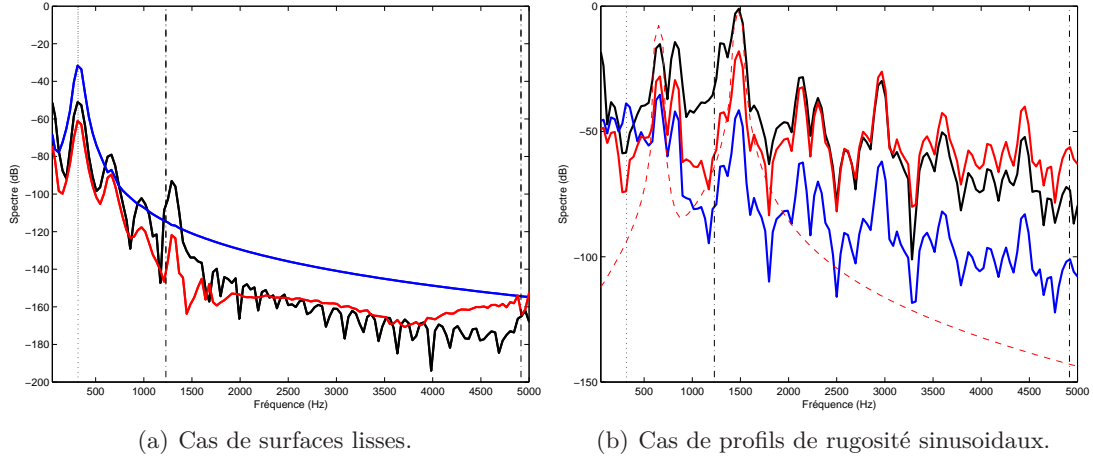 0
−20
−40
−60
−80
−100
−120
−140
−160
−180
−200
Spectre (dB)
500 1000 1500 2000 2500 3000 3500 4000 4500 5000
Fréquence (Hz)
(a) Cas de surfaces lisses.
0
−50
−100
−150
Spectre (dB)
500 1000 1500 2000 2500 3000 3500 4000 4500 5000
Fréquence (Hz)
(b) Cas de profils de rugosité sinusoidaux.